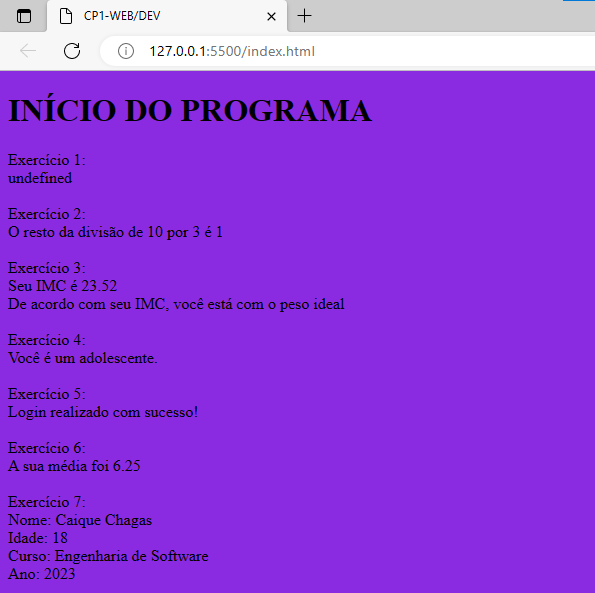 CP1-WEB/DEV
127.0.0.1:5500/index.html
INÍCIO DO PROGRAMA
Exercício 1:
undefined
Exercício 2:
O resto da divisão de 10 por 3 é 1
Exercício 3:
Seu IMC é 23.52
De acordo com seu IMC, você está com o peso ideal
Exercício 4:
Você é um adolescente.
Exercício 5:
Login realizado com sucesso!
Exercício 6:
A sua média foi 6.25
Exercício 7:
Nome: Caique Chagas
Idade: 18
Curso: Engenharia de Software
Ano: 2023